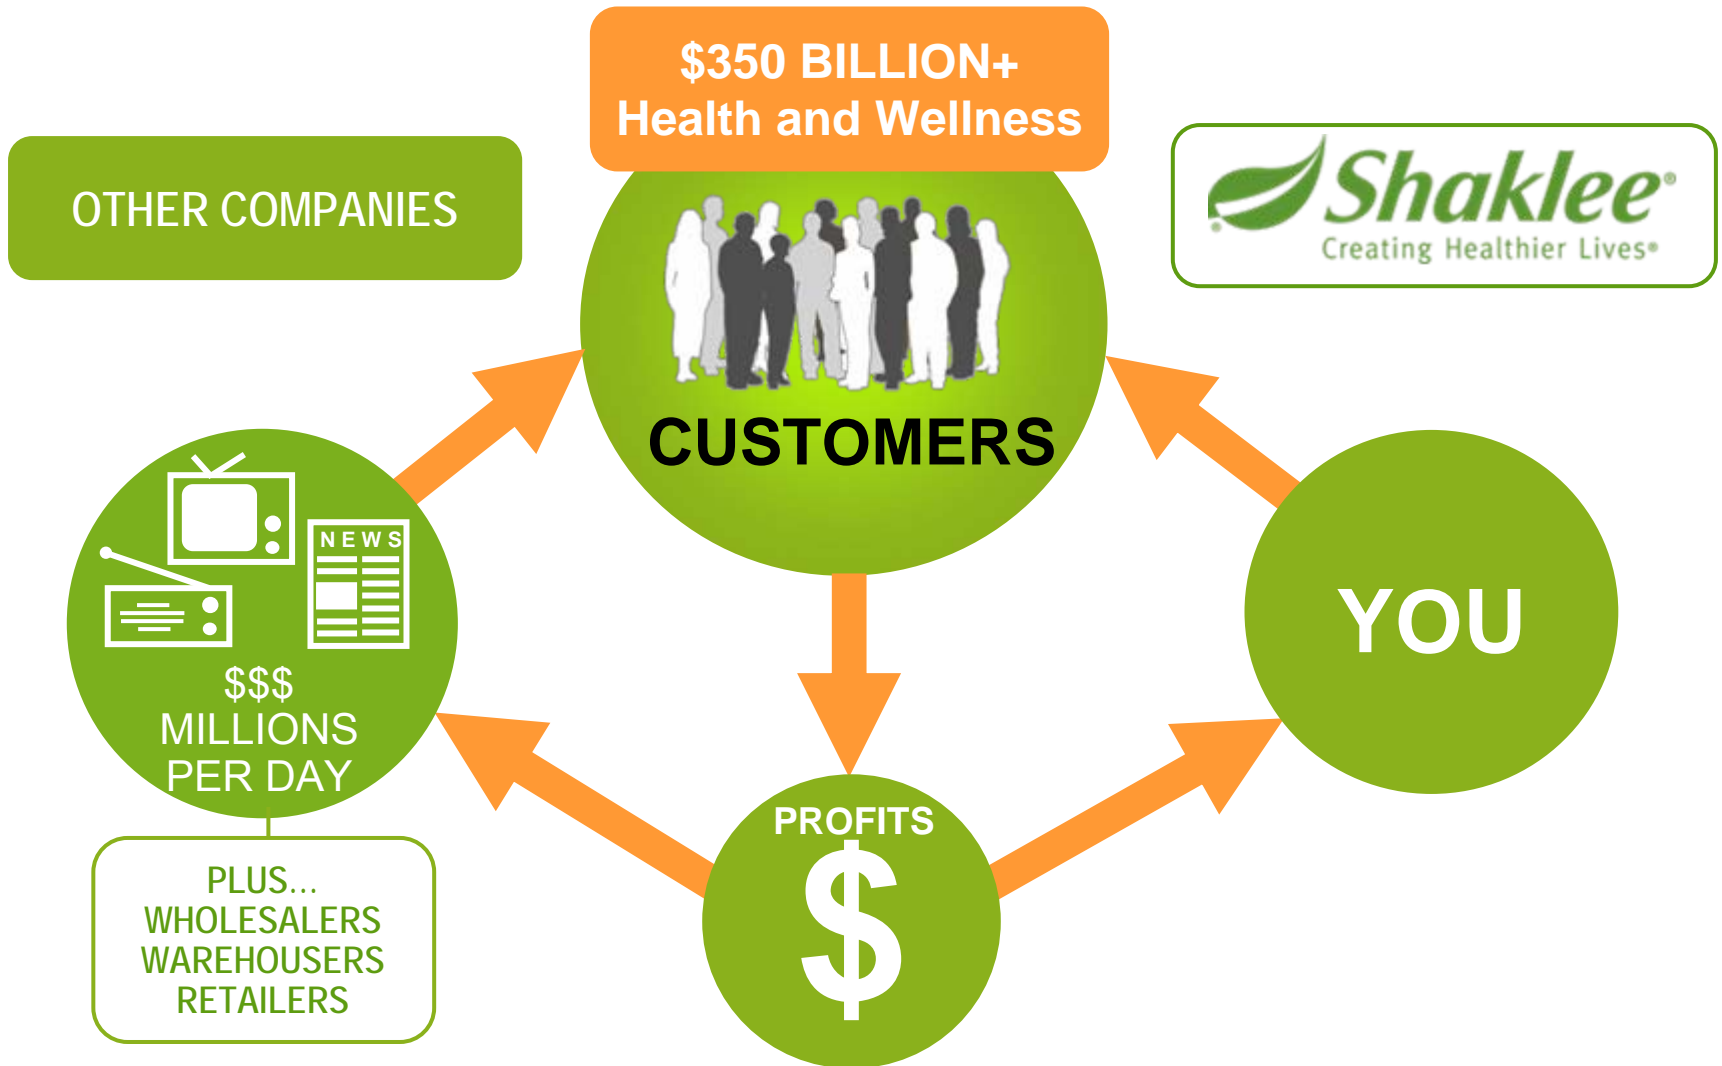 $350 BILLION+
Health and Wellness
OTHER COMPANIES
Shaklee®
Creating Healthier Lives®
CUSTOMERS
NEWS
$$$
MILLIONS
PER DAY
YOU
PROFITS
$
PLUS...
WHOLESALERS
WAREHOUSERS
RETAILERS